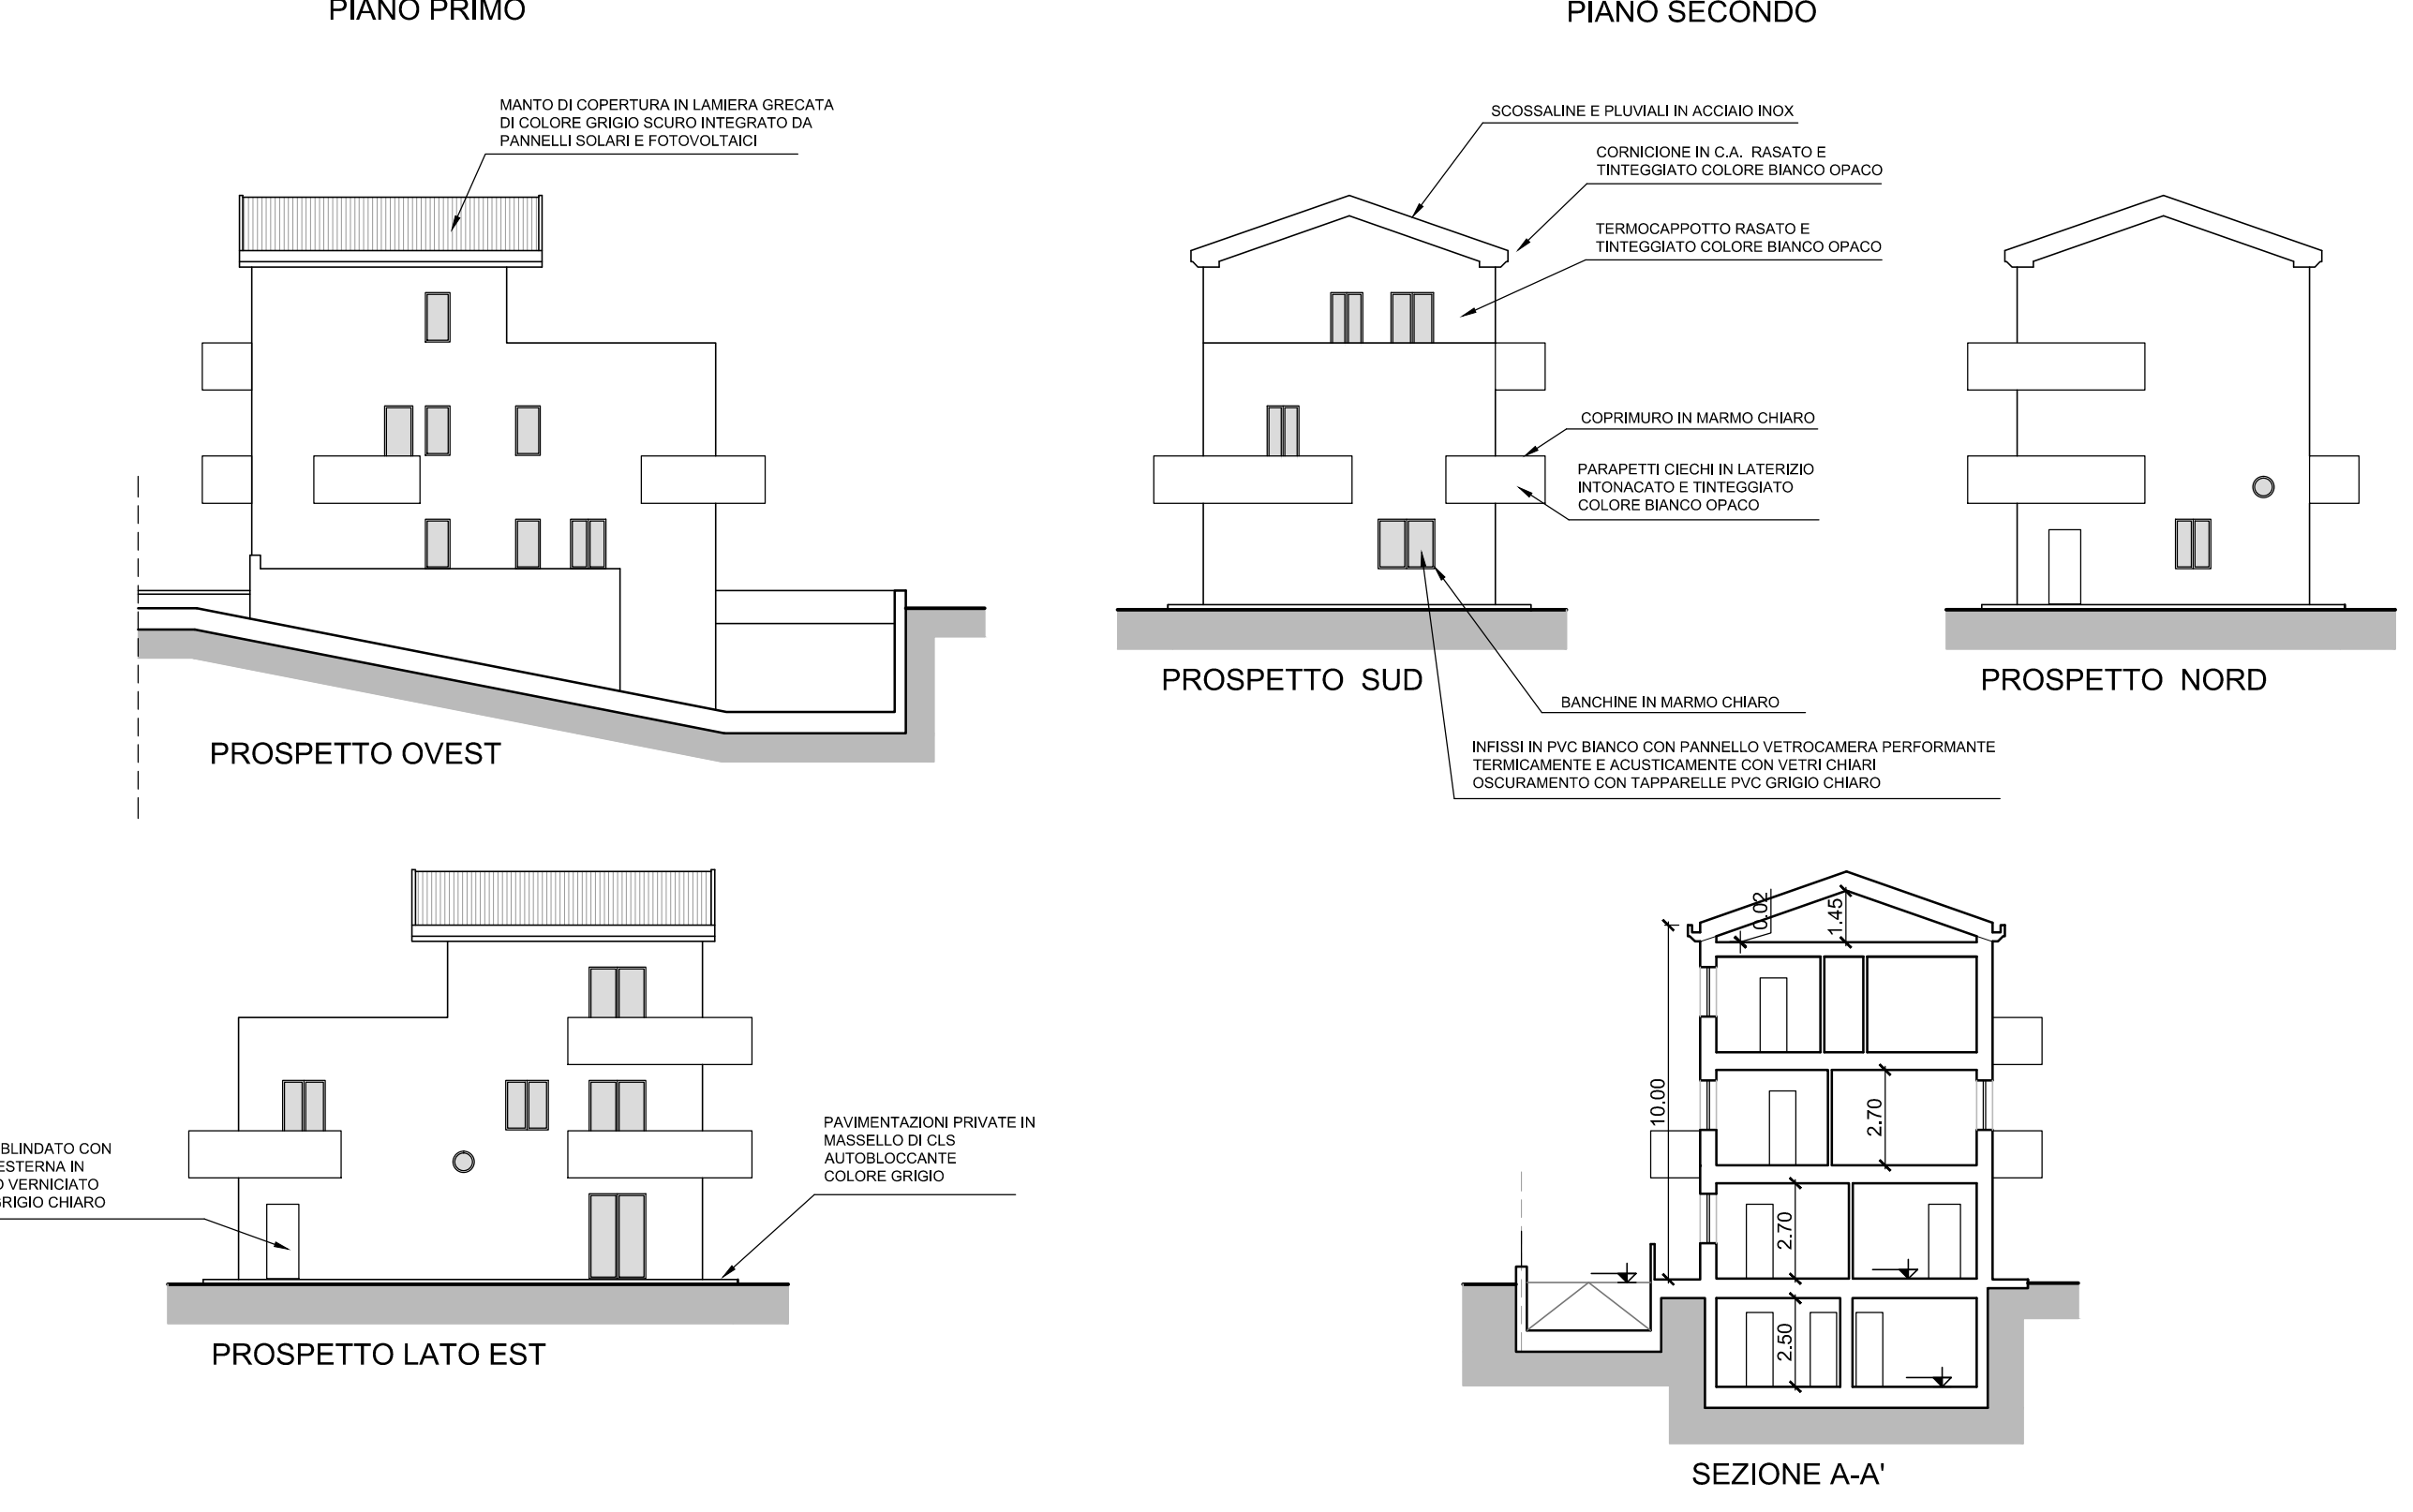 PIANO PRIMO
PIANO SECONDO
MANTO DI COPERTURA IN LAMIERA GRECATA
DI COLORE GRIGIO SCURO INTEGRATO DA
PANNELLI SOLARI E FOTOVOLTAICI
SCOSSALINE E PLUVIALI IN ACCIAIO INOX
CORNICIONE IN C.A. RASATO E
TINTEGGIATO COLORE BIANCO OPACO
TERMOCAPPOTTO RASATO E
TINTEGGIATO COLORE BIANCO OPACO
COPRIMURO IN MARMO CHIARO
PARAPETTI CIECHI IN LATERIZIO
INTONACATO E TINTEGGIATO
COLORE BIANCO OPACO
PROSPETTO OVEST
PROSPETTO SUD
PROSPETTO NORD
BANCHINE IN MARMO CHIARO
INFISSI IN PVC BIANCO CON PANNELLO VETROCAMERA PERFORMANTE
TERMICAMENTE E ACUSTICAMENTE CON VETRI CHIARI
OSCURAMENTO CON TAPPARELLE PVC GRIGIO CHIARO
BLINDATO CON
ESTERNA IN
O VERNICIATO
GRIGIO CHIARO
PAVIMENTAZIONI PRIVATE IN
MASSELLO DI CLS
AUTOBLOCCANTE
COLORE GRIGIO
PROSPETTO LATO EST
0.02
1.45
10.00
2.70
2.70
2.50
SEZIONE A-A'